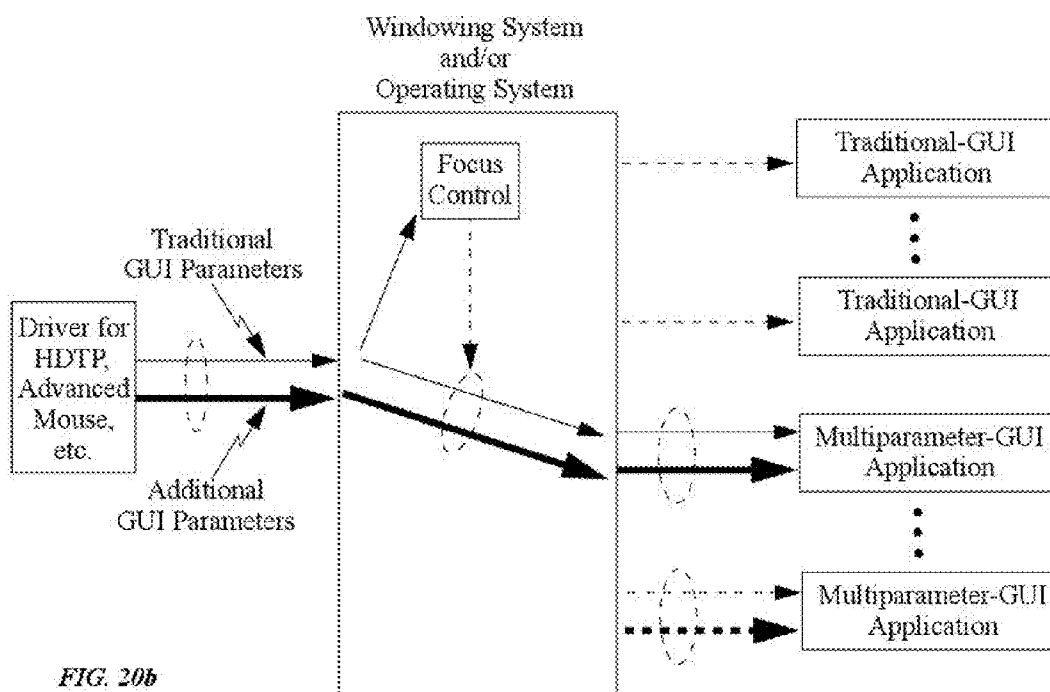 Windowing System
and/or
Operating System
Focus
Control
Traditional
GUI Parameters
Driver for
HDTP,
Advanced
Mouse,
etc.
Additional
GUI Parameters
Traditional-GUI
Application
Traditional-GUI
Application
Multiparameter-GUI
Application
Multiparameter-GUI
Application
FIG. 20b